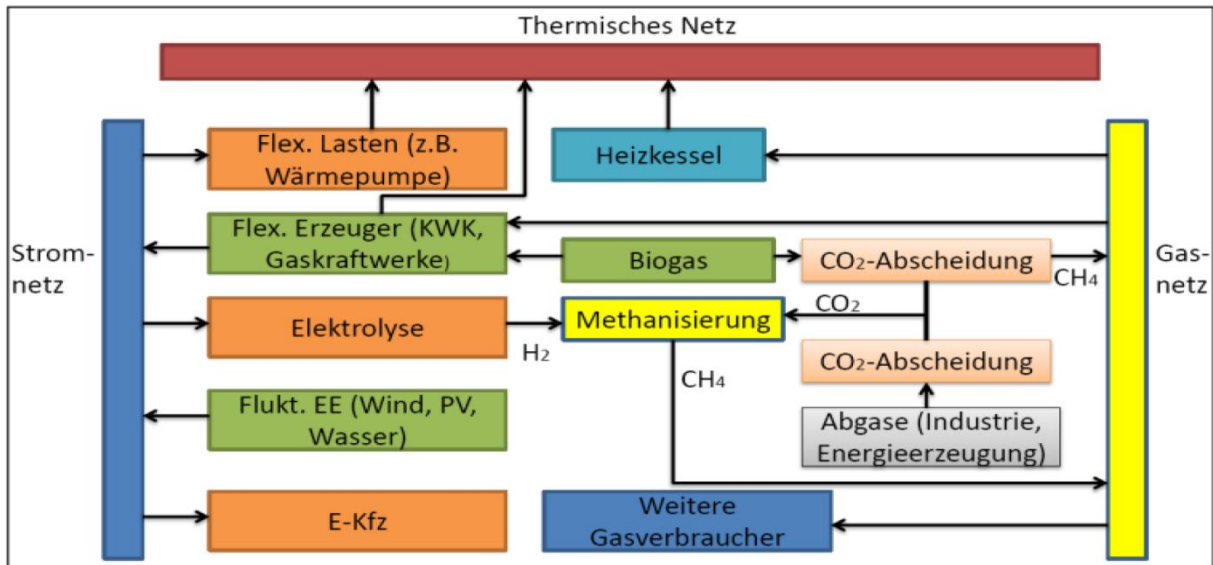 Thermisches Netz
Flex. Lasten (z.B.
Wärmepumpe)
Heizkessel
Strom-
netz
Flex. Erzeuger (KWK,
Gaskraftwerke)
Biogas
CO₂-Abscheidung
CH₄
Gas-
netz
Elektrolyse
H₂
Methanisierung
CO₂
CH₄
CO₂-Abscheidung
Flukt. EE (Wind, PV,
Wasser)
Abgase (Industrie,
Energieerzeugung)
E-Kfz
Weitere
Gasverbraucher